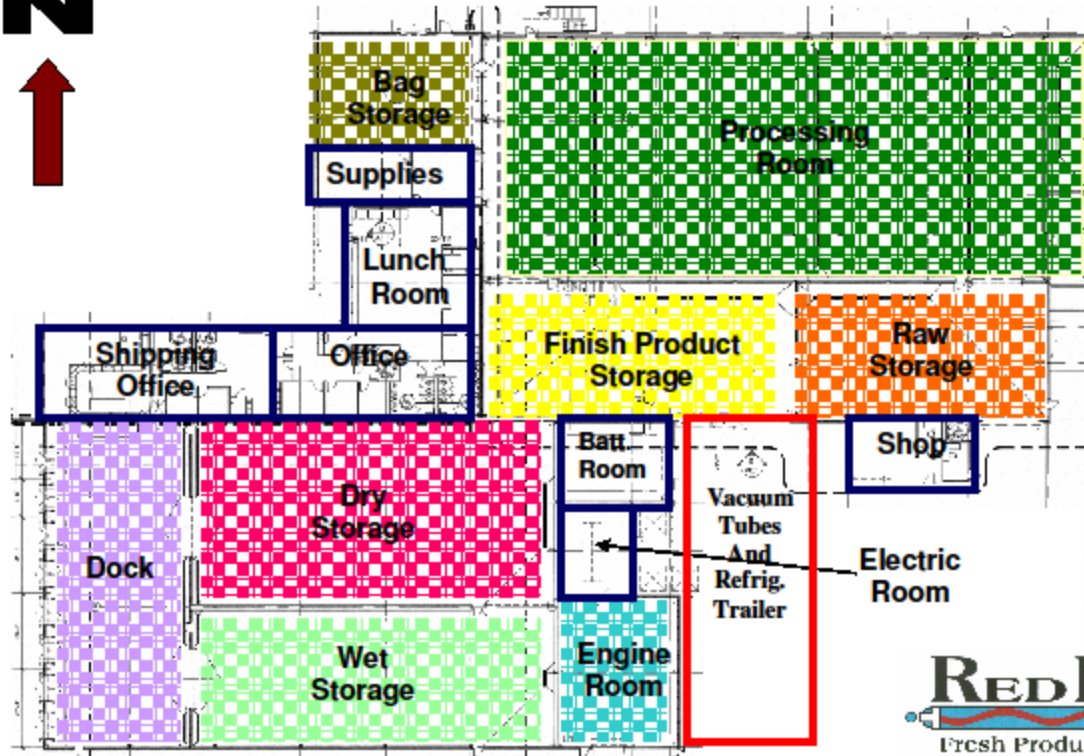 N
Bag
Storage
Processing
Room
Supplies
Lunch
Room
Shipping
Office
Office
Finish Product
Storage
Raw
Storage
Batt.
Room
Shop
Dry
Storage
Vacuum
Tubes
And
Refrig.
Trailer
Electric
Room
Dock
Wet
Storage
Engine
Room
RED
Fresh Produ